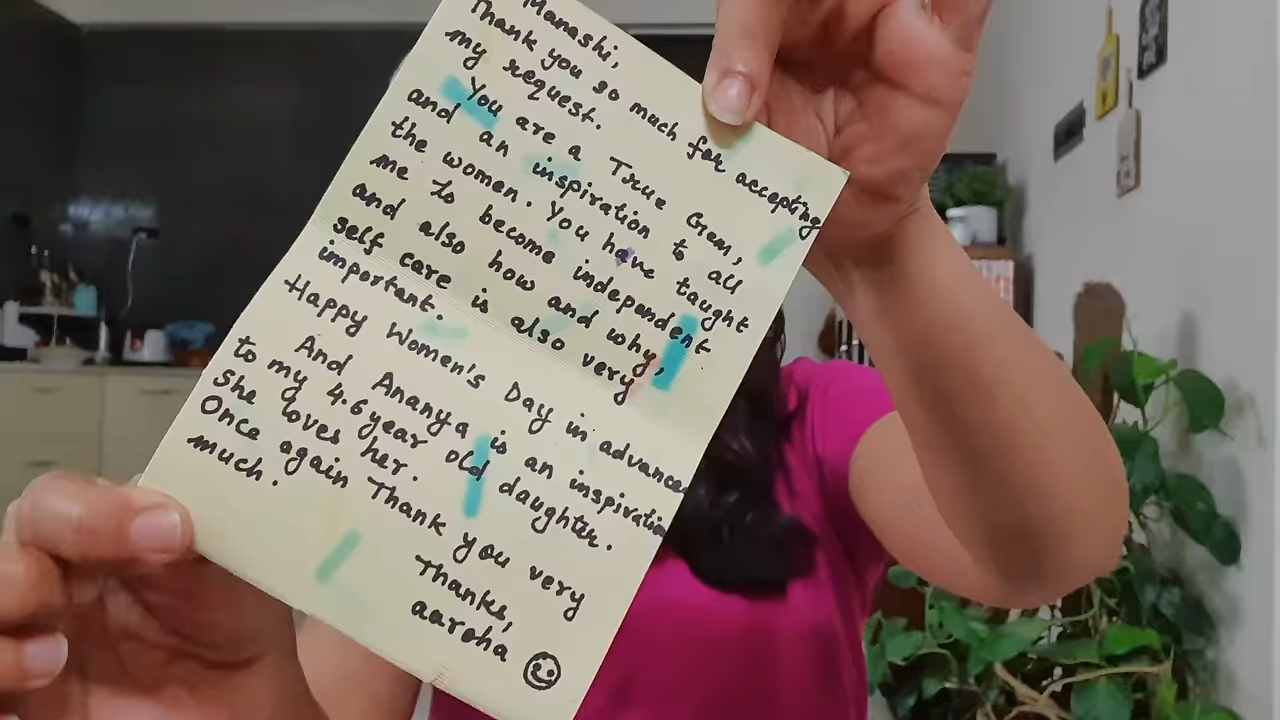 Manashi,
Thank you so much for accepting
my request.
You are a True Gem,
and an inspiration to all
the women. You have taught
me to become independent
and also how and why,
self care is also very
important.
Happy Women's Day in advance
And Ananya is an inspiration
to my 4.6 year old daughter.
She loves her.
Once again Thank you very
much.
Thanks,
aaroha